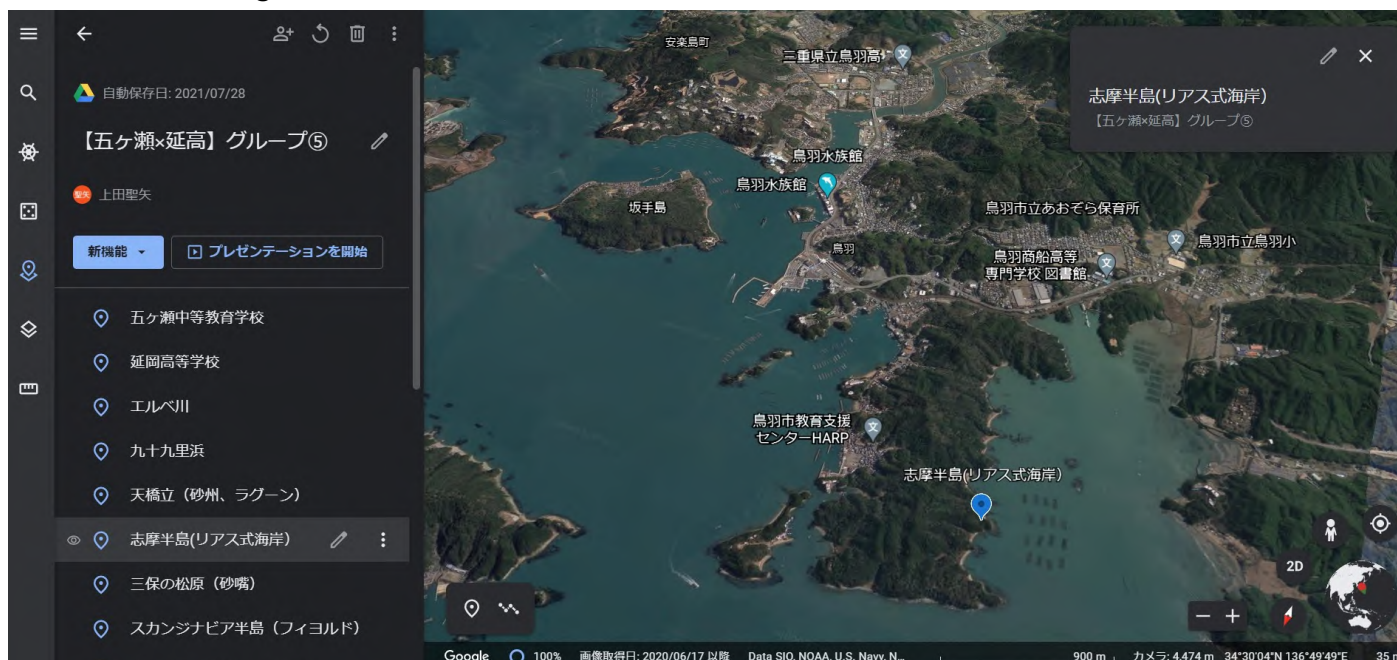 自動保存日: 2021/07/28
【五ヶ瀬×延高】グループ⑤
聖矢
上田聖矢
新機能
プレゼンテーションを開始
五ヶ瀬中等教育学校
延岡高等学校
エルベ川
九十九里浜
天橋立（砂州、ラグーン）
志摩半島(リアス式海岸）
三保の松原（砂嘴）
スカンジナビア半島（フィヨルド）
安楽島町
三重県立鳥羽高
鳥羽水族館
鳥羽水族館
坂手島
鳥羽
鳥羽市立あおぞら保育所
鳥羽市立鳥羽小
鳥羽商船高等
専門学校 図書館
鳥羽市教育支援
センターHARP
志摩半島(リアス式海岸）
志摩半島(リアス式海岸)
【五ヶ瀬×延高】グループ⑤
2D
Google
100%
画像取得日: 2020/06/17 以降
Data SIO, NOAA, U.S. Navy, N...
900 m
カメラ: 4,474 m
34°30'04"N 136°49'49"E
35